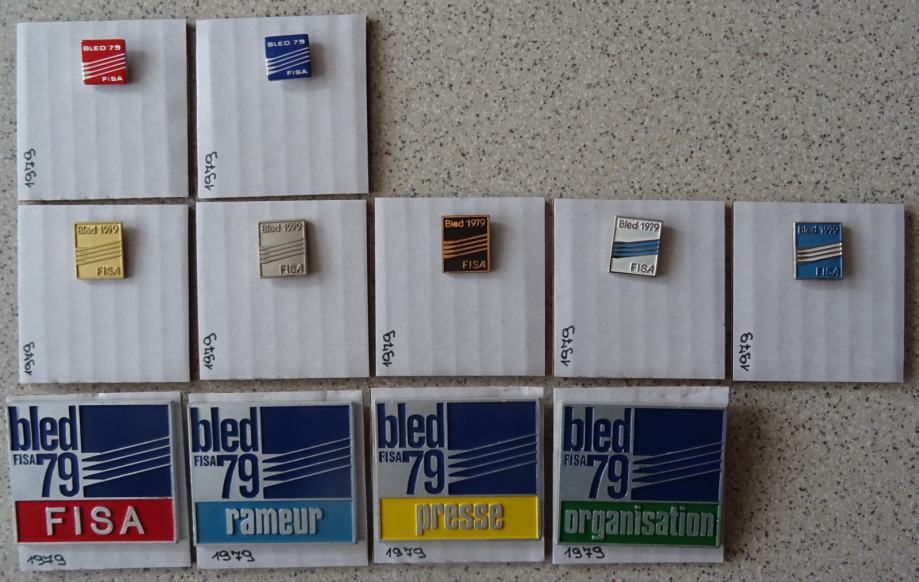 BLED 79
FISA
1979
BLED 79
FISA
1979
Bled 1979
FISA
1979
Bled 1979
FISA
1979
Bled 1979
FISA
1979
Bled 1979
FISA
1979
Bled 1979
FISA
1979
bled
FISA 79
FISA
1979
bled
FISA 79
rameur
1979
bled
FISA 79
presse
1979
bled
FISA 79
organisation
1979